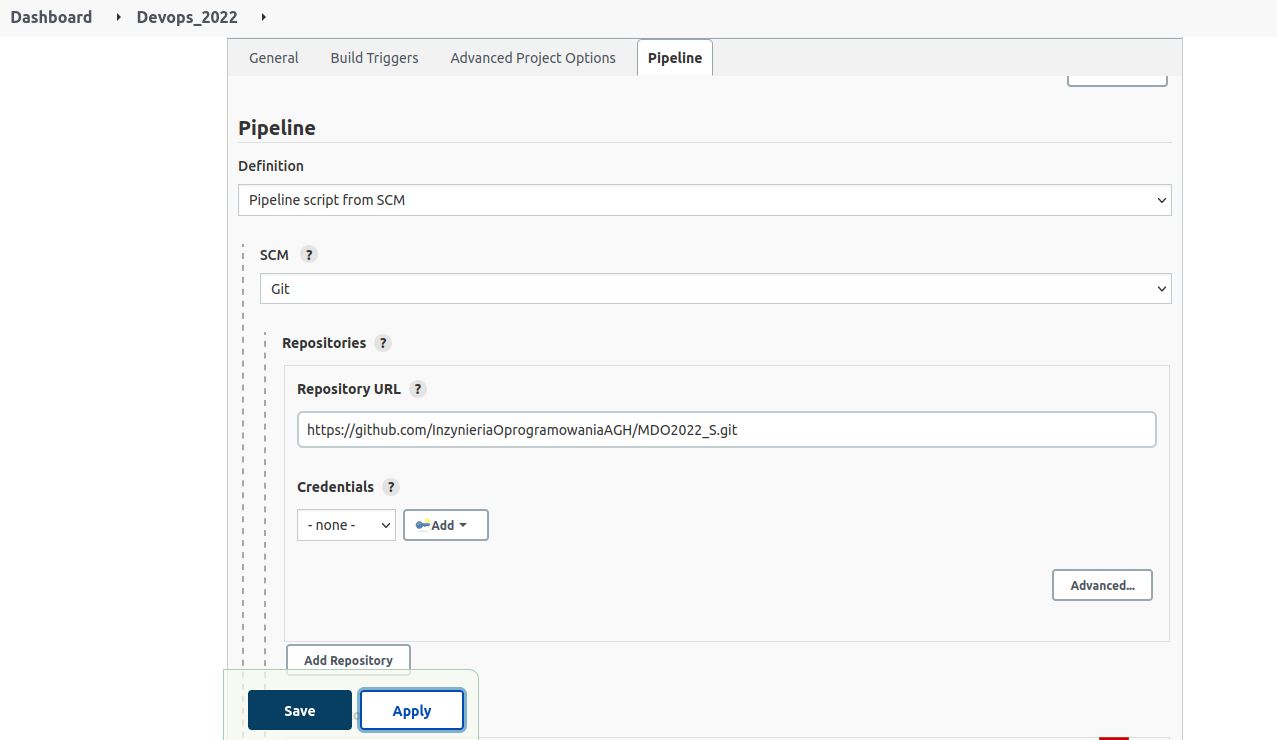 Dashboard Devops_2022
General Build Triggers Advanced Project Options Pipeline
Pipeline
Definition
Pipeline script from SCM
SCM ?
Git
Repositories ?
Repository URL ?
https://github.com/InzynieriaOprogramowaniaAGH/MDO2022_S.git
Credentials ?
- none - Add
Advanced...
Add Repository
Save Apply